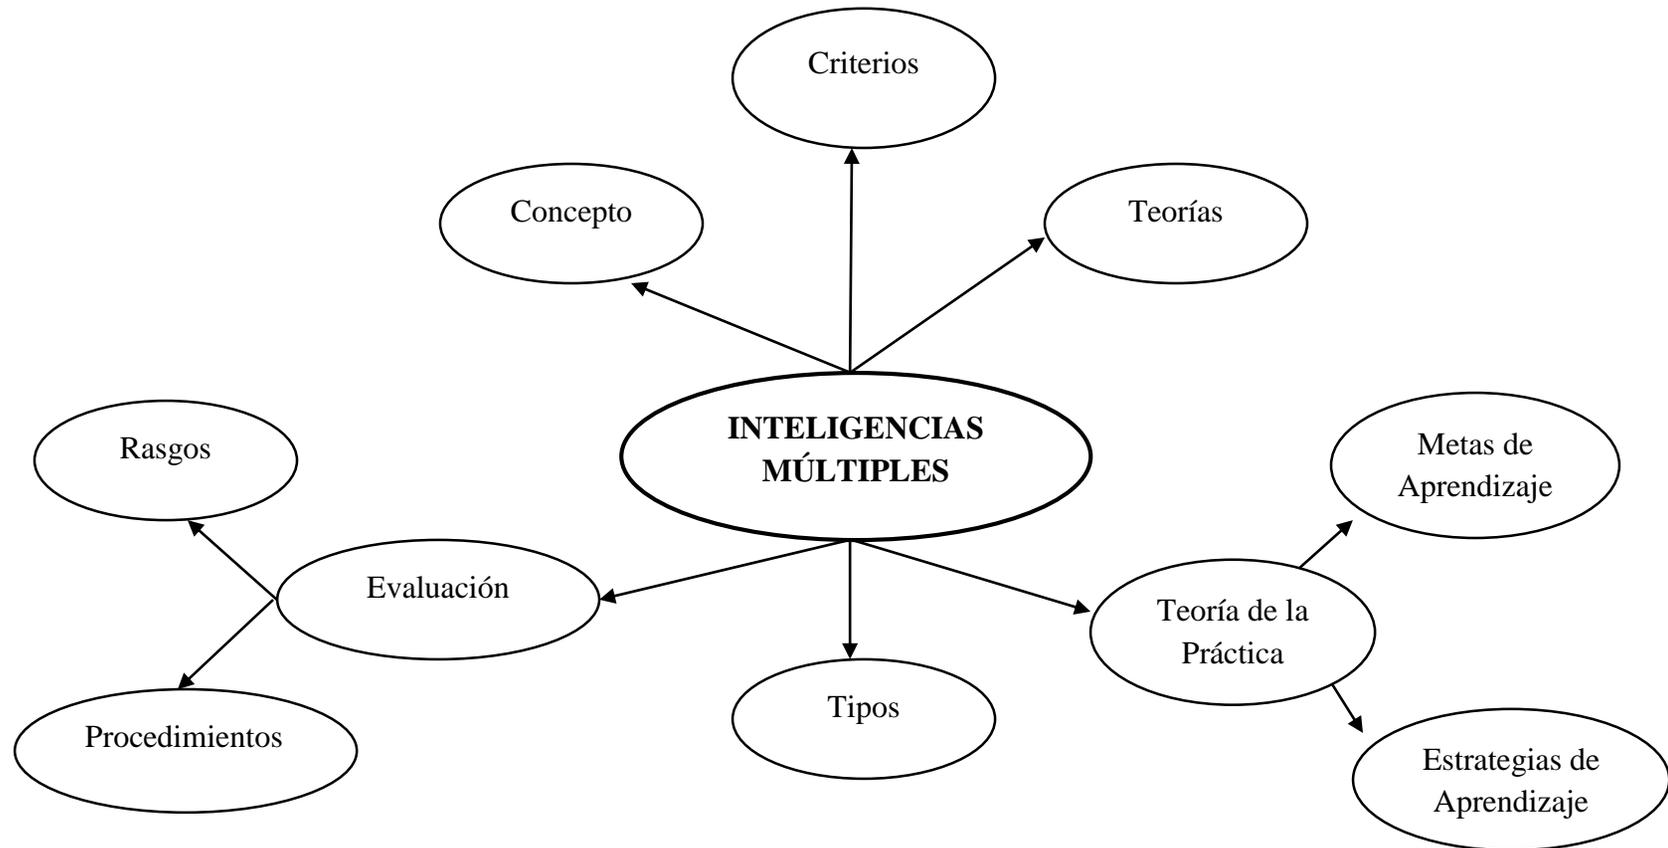 Criterios
Concepto
Teorías
INTELIGENCIAS
MÚLTIPLES
Rasgos
Metas de
Aprendizaje
Evaluación
Teoría de la
Práctica
Tipos
Procedimientos
Estrategias de
Aprendizaje